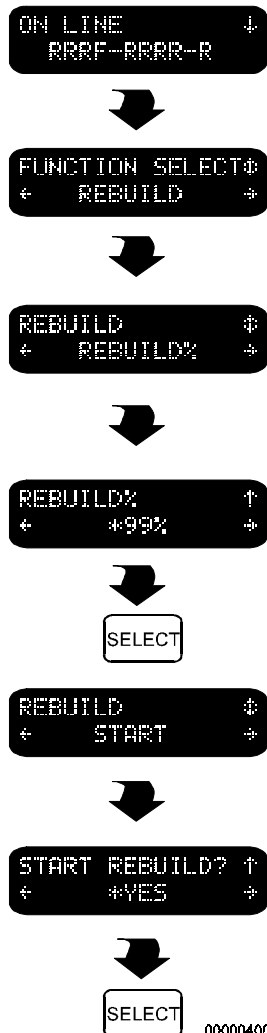 ON LINE ↓
RRRF-RRRR-R
FUNCTION SELECT↕
← REBUILD →
REBUILD ↕
← REBUILD% →
REBUILD% ↑
← *99% →
SELECT
REBUILD ↕
← START →
START REBUILD? ↑
← *YES →
SELECT